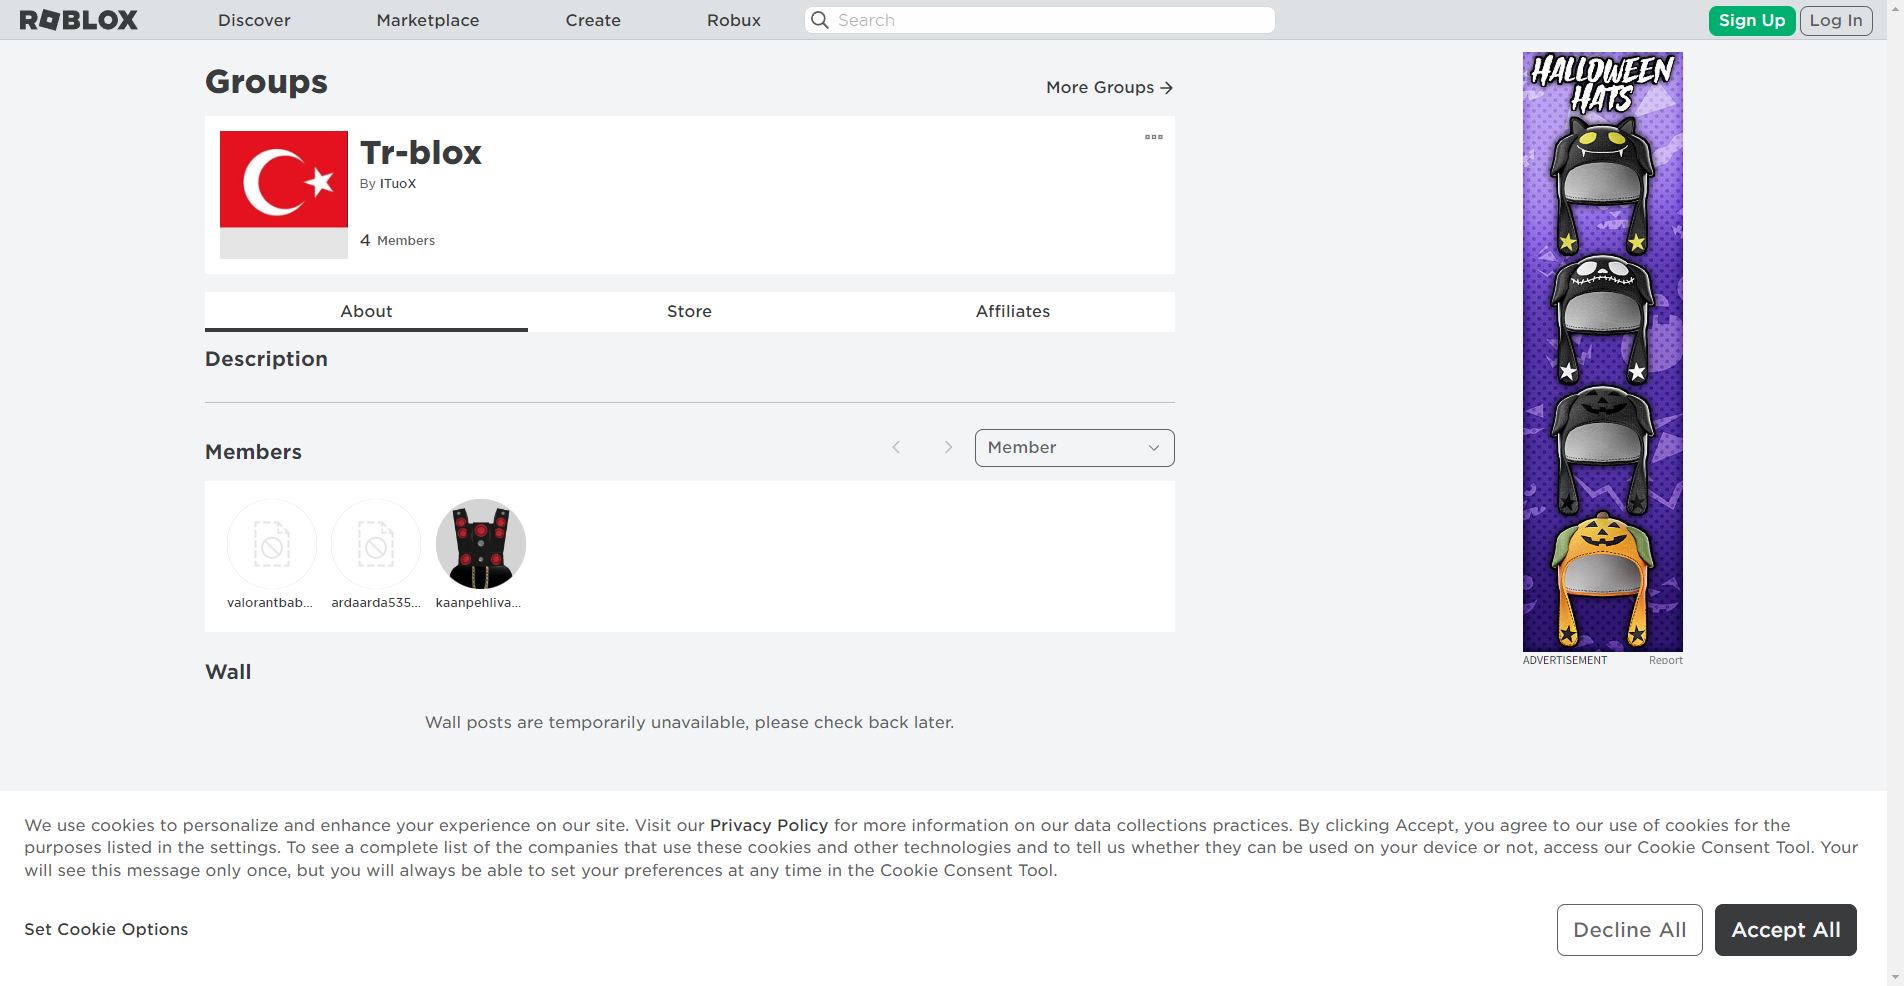 ROBLOX
Discover
Marketplace
Create
Robux
Search
Sign Up
Log In
Groups
More Groups
Tr-blox
By ITuoX
4 Members
About
Store
Affiliates
Description
Members
Member
valorantbab...
ardaarda535...
kaanpehliva...
Wall
Wall posts are temporarily unavailable, please check back later.
HALLOWEEN
HATS
ADVERTISEMENT
Report
We use cookies to personalize and enhance your experience on our site. Visit our Privacy Policy for more information on our data collections practices. By clicking Accept, you agree to our use of cookies for the
purposes listed in the settings. To see a complete list of the companies that use these cookies and other technologies and to tell us whether they can be used on your device or not, access our Cookie Consent Tool. Your
will see this message only once, but you will always be able to set your preferences at any time in the Cookie Consent Tool.
Set Cookie Options
Decline All
Accept All